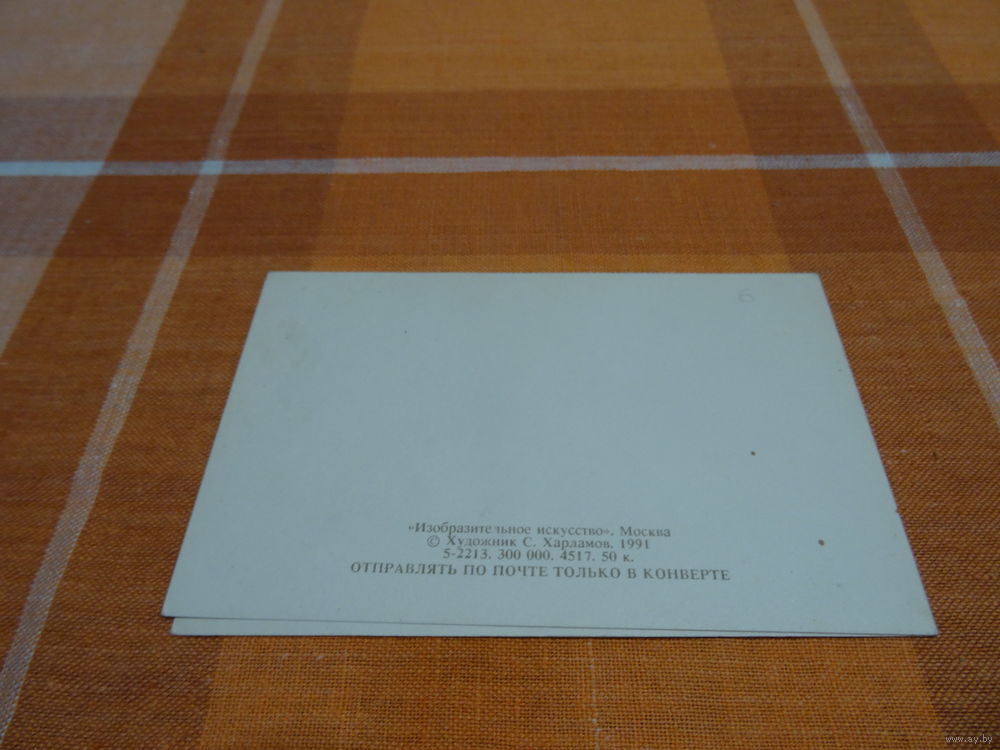 6
«Изобразительное искусство». Москва
© Художник С. Харламов. 1991
5-2213. 300 000. 4517. 50 к.
ОТПРАВЛЯТЬ ПО ПОЧТЕ ТОЛЬКО В КОНВЕРТЕ
www.ay.by